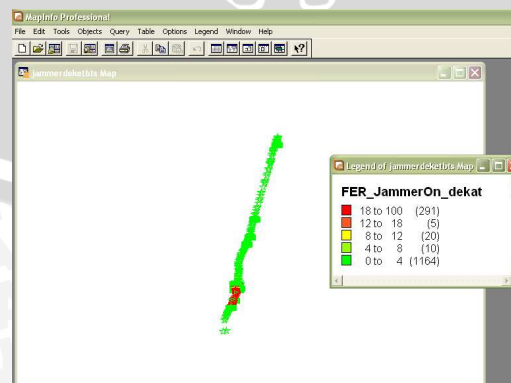 MapInfo Professional
File Edit Tools Objects Query Table Options Legend Window Help
jammerdeketbts Map
Legend of jammerdeketbts Map
FER_JammerOn_dekat
18 to 100 (291)
12 to 18 (5)
8 to 12 (20)
4 to 8 (10)
0 to 4 (1164)